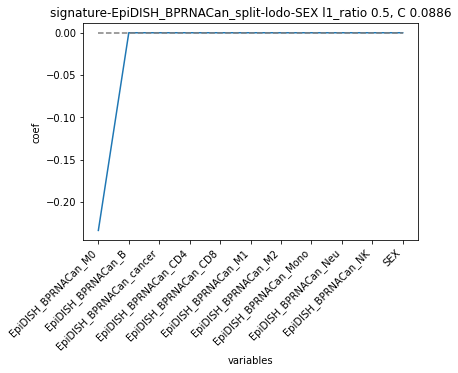 signature-EpiDISH_BPRNACan_split-lodo-SEX l1_ratio 0.5, C 0.0886
0.00
−0.05
−0.10
−0.15
−0.20
coef
EpiDISH_BPRNACan_M0
EpiDISH_BPRNACan_B
EpiDISH_BPRNACan_cancer
EpiDISH_BPRNACan_CD4
EpiDISH_BPRNACan_CD8
EpiDISH_BPRNACan_M1
EpiDISH_BPRNACan_M2
EpiDISH_BPRNACan_Mono
EpiDISH_BPRNACan_Neu
EpiDISH_BPRNACan_NK
SEX
variables